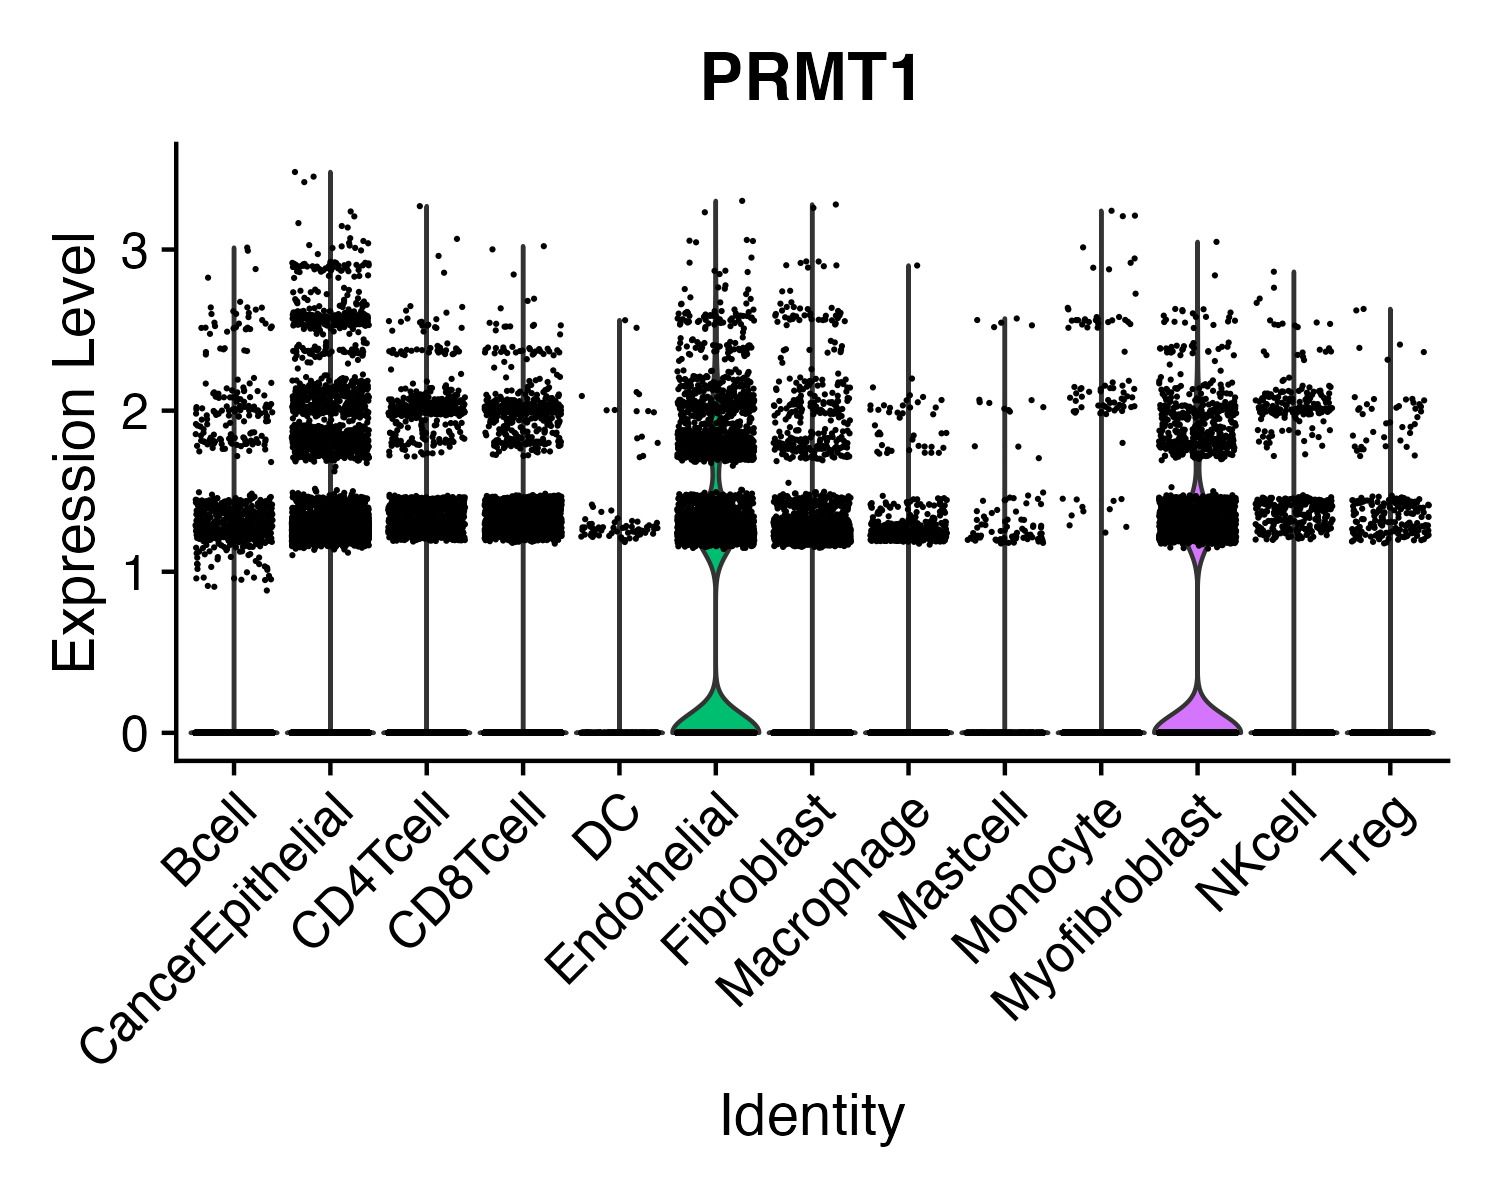 PRMT1
Expression Level
3
2
1
0
Bcell
CancerEpithelial
CD4Tcell
CD8Tcell
DC
Endothelial
Fibroblast
Macrophage
Mastcell
Monocyte
Myofibroblast
NKcell
Treg
Identity